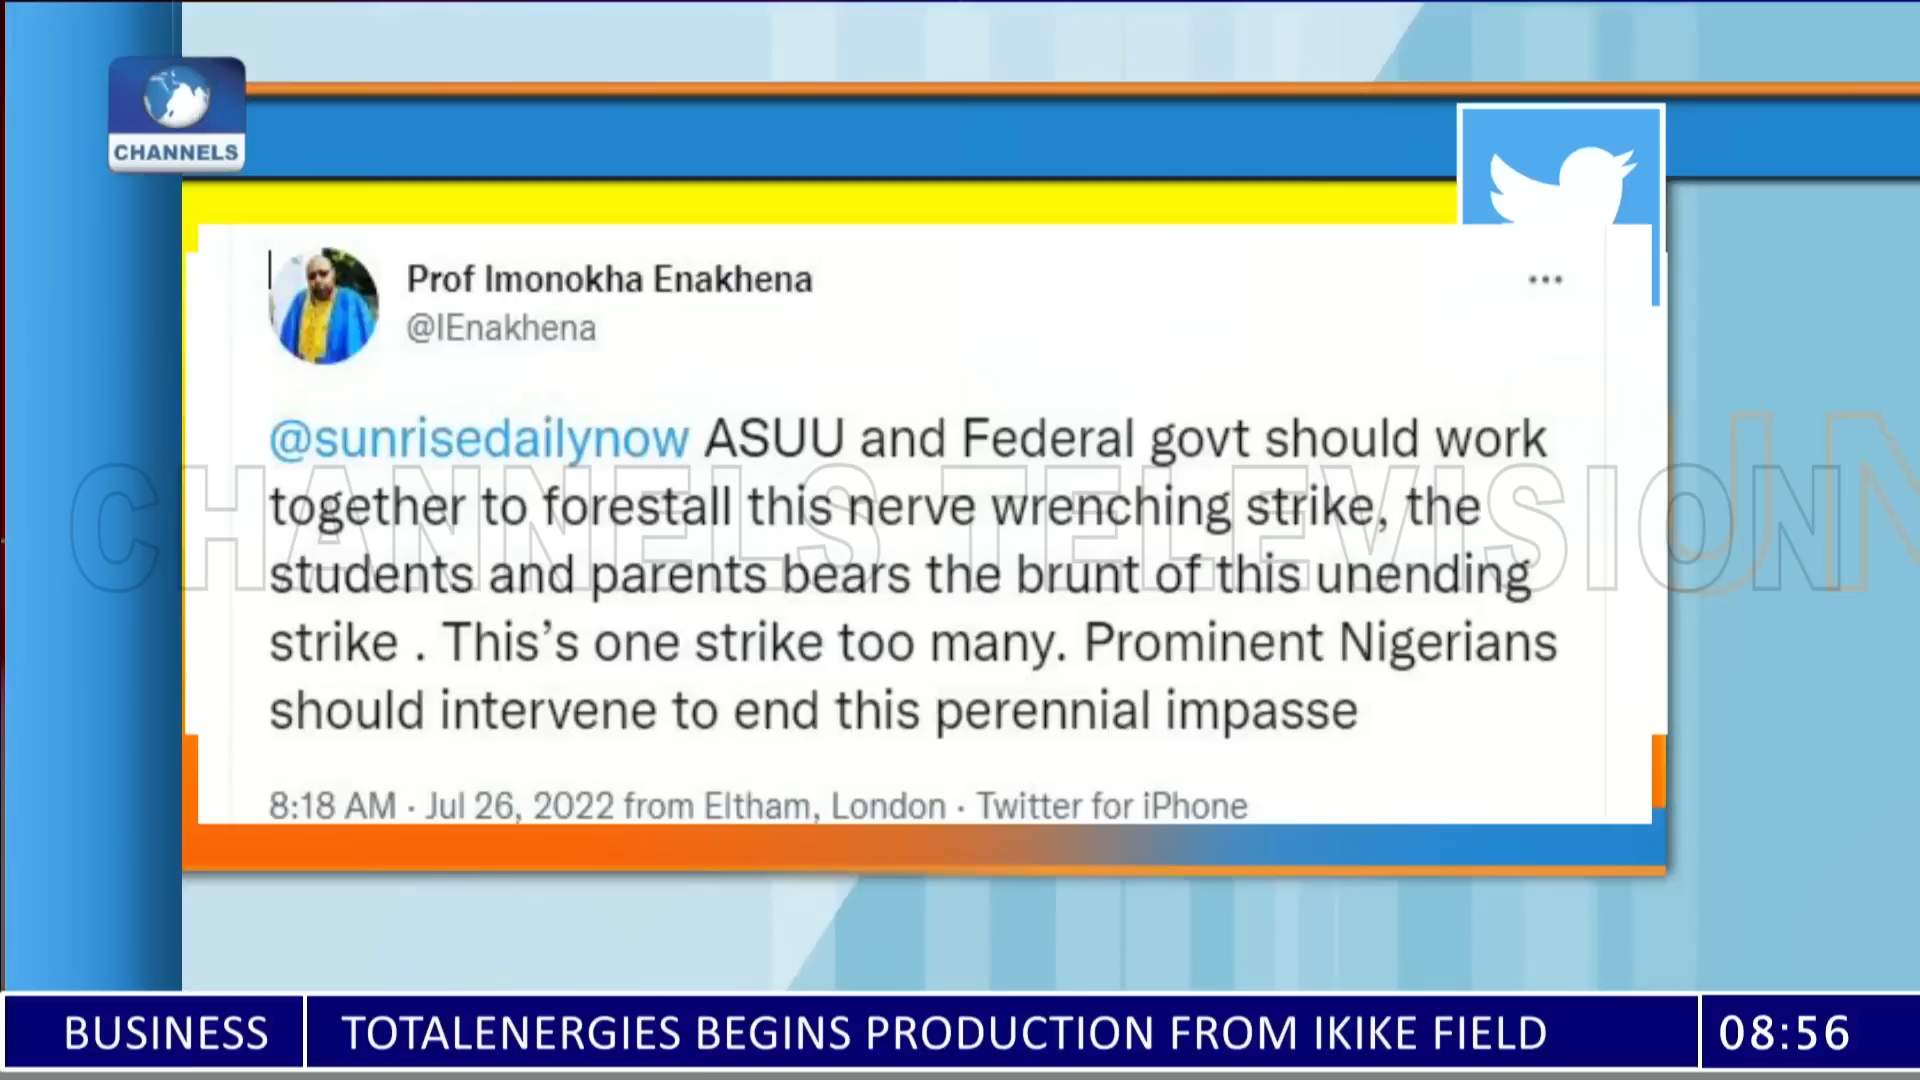 CHANNELS
Prof Imonokha Enakhena
@IEnakhena
@sunrisedailynow ASUU and Federal govt should work
together to forestall this nerve wrenching strike, the
students and parents bears the brunt of this unending
strike . This’s one strike too many. Prominent Nigerians
should intervene to end this perennial impasse
8:18 AM · Jul 26, 2022 from Eltham, London · Twitter for iPhone
CHANNELS TELEVISION
BUSINESS
TOTALENERGIES BEGINS PRODUCTION FROM IKIKE FIELD
08:56